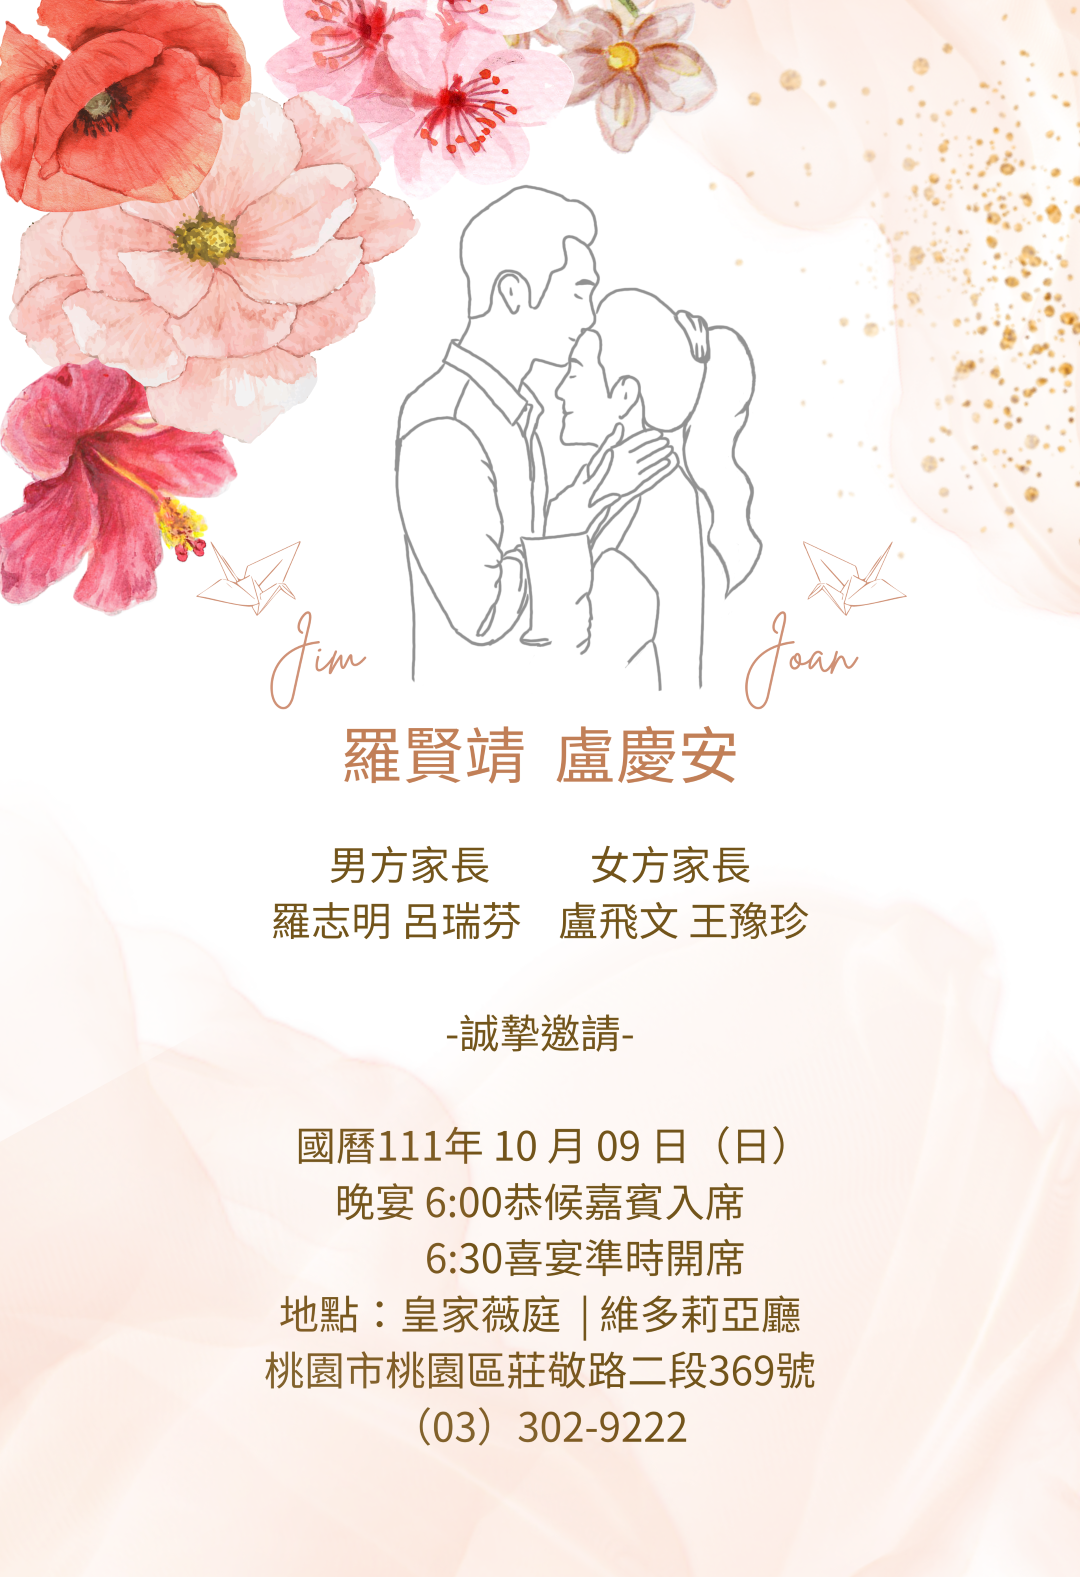 Jim
Joan
羅賢靖 盧慶安
男方家長 女方家長
羅志明 呂瑞芬 盧飛文 王豫珍
-誠摯邀請-
國曆111年 10 月 09 日（日）
晚宴 6:00恭候嘉賓入席
6:30喜宴準時開席
地點：皇家薇庭 | 維多莉亞廳
桃園市桃園區莊敬路二段369號
（03）302-9222